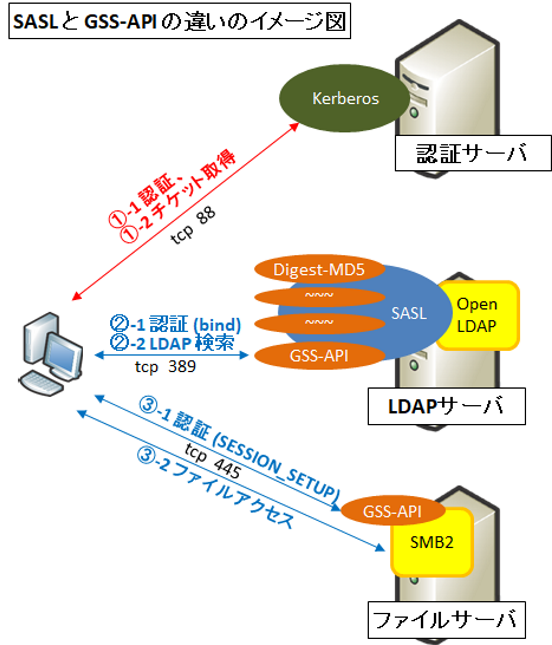 SASLとGSS-APIの違いのイメージ図
Kerberos
認証サーバ
①-1 認証、
①-2 チケット取得
tcp 88
Digest-MD5
~~~
~~~
GSS-API
SASL
Open
LDAP
②-1 認証 (bind)
②-2 LDAP 検索
tcp 389
LDAPサーバ
③-1 認証 (SESSION_SETUP)
tcp 445
③-2 ファイルアクセス
GSS-API
SMB2
ファイルサーバ